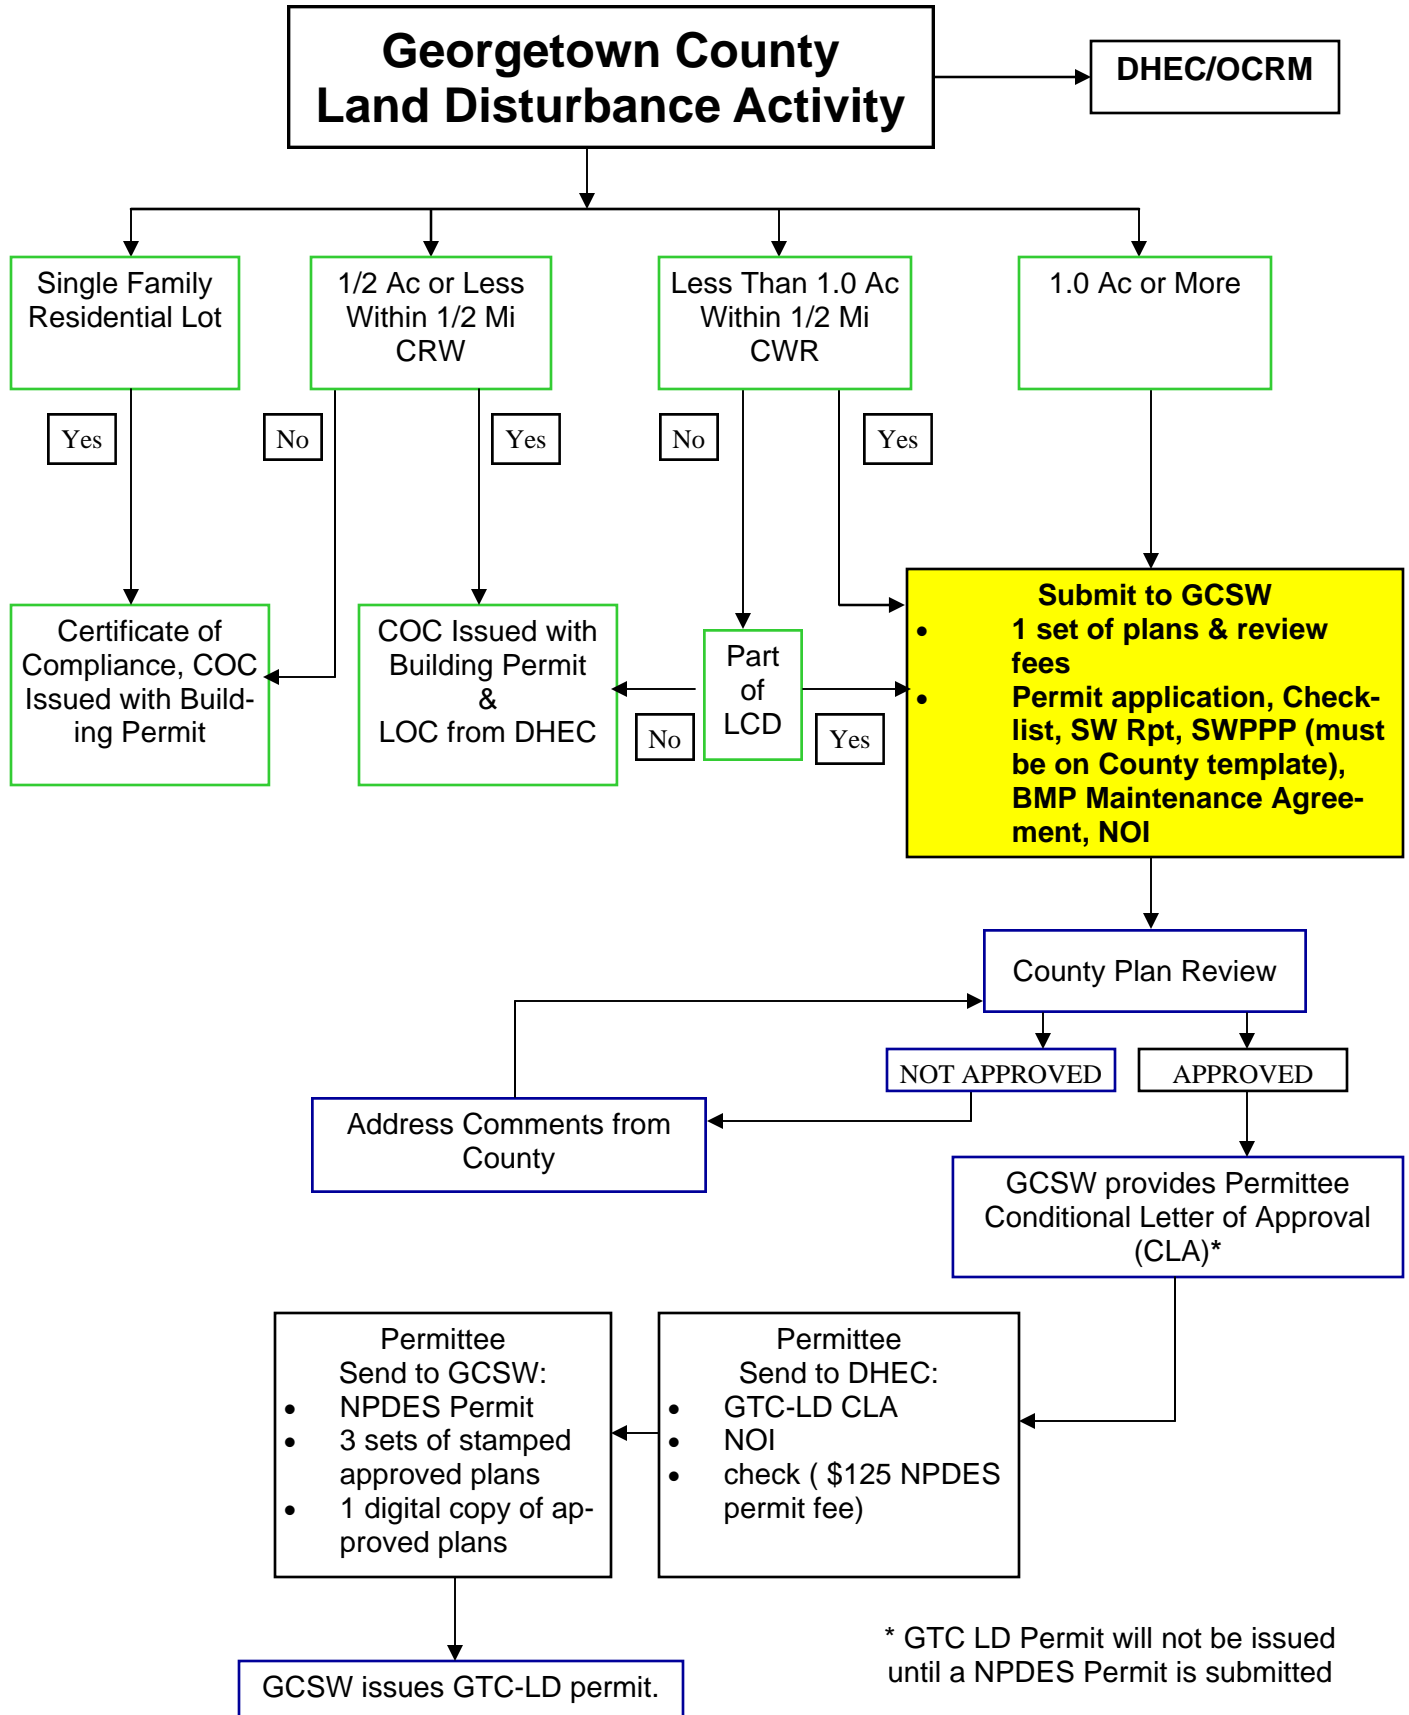 Georgetown County
Land Disturbance Activity
DHEC/OCRM
Single Family
Residential Lot
1/2 Ac or Less
Within 1/2 Mi
CRW
Less Than 1.0 Ac
Within 1/2 Mi
CWR
1.0 Ac or More
Yes
No
Yes
No
Yes
Certificate of
Compliance, COC
Issued with Build-
ing Permit
COC Issued with
Building Permit
&
LOC from DHEC
No
Part
of
LCD
Yes
Submit to GCSW
• 1 set of plans & review
fees
• Permit application, Check-
list, SW Rpt, SWPPP (must
be on County template),
BMP Maintenance Agree-
ment, NOI
County Plan Review
NOT APPROVED
APPROVED
Address Comments from
County
GCSW provides Permittee
Conditional Letter of Approval
(CLA)*
Permittee
Send to GCSW:
• NPDES Permit
• 3 sets of stamped
approved plans
• 1 digital copy of ap-
proved plans
Permittee
Send to DHEC:
• GTC-LD CLA
• NOI
• check ( $125 NPDES
permit fee)
* GTC LD Permit will not be issued
until a NPDES Permit is submitted
GCSW issues GTC-LD permit.